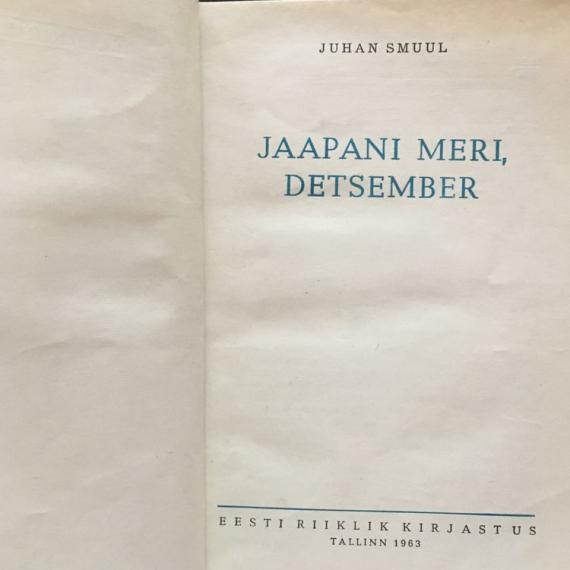 JUHAN SMUUL
JAAPANI MERI,
DETSEMBER
EESTI RIIKLIK KIRJASTUS
TALLINN 1963